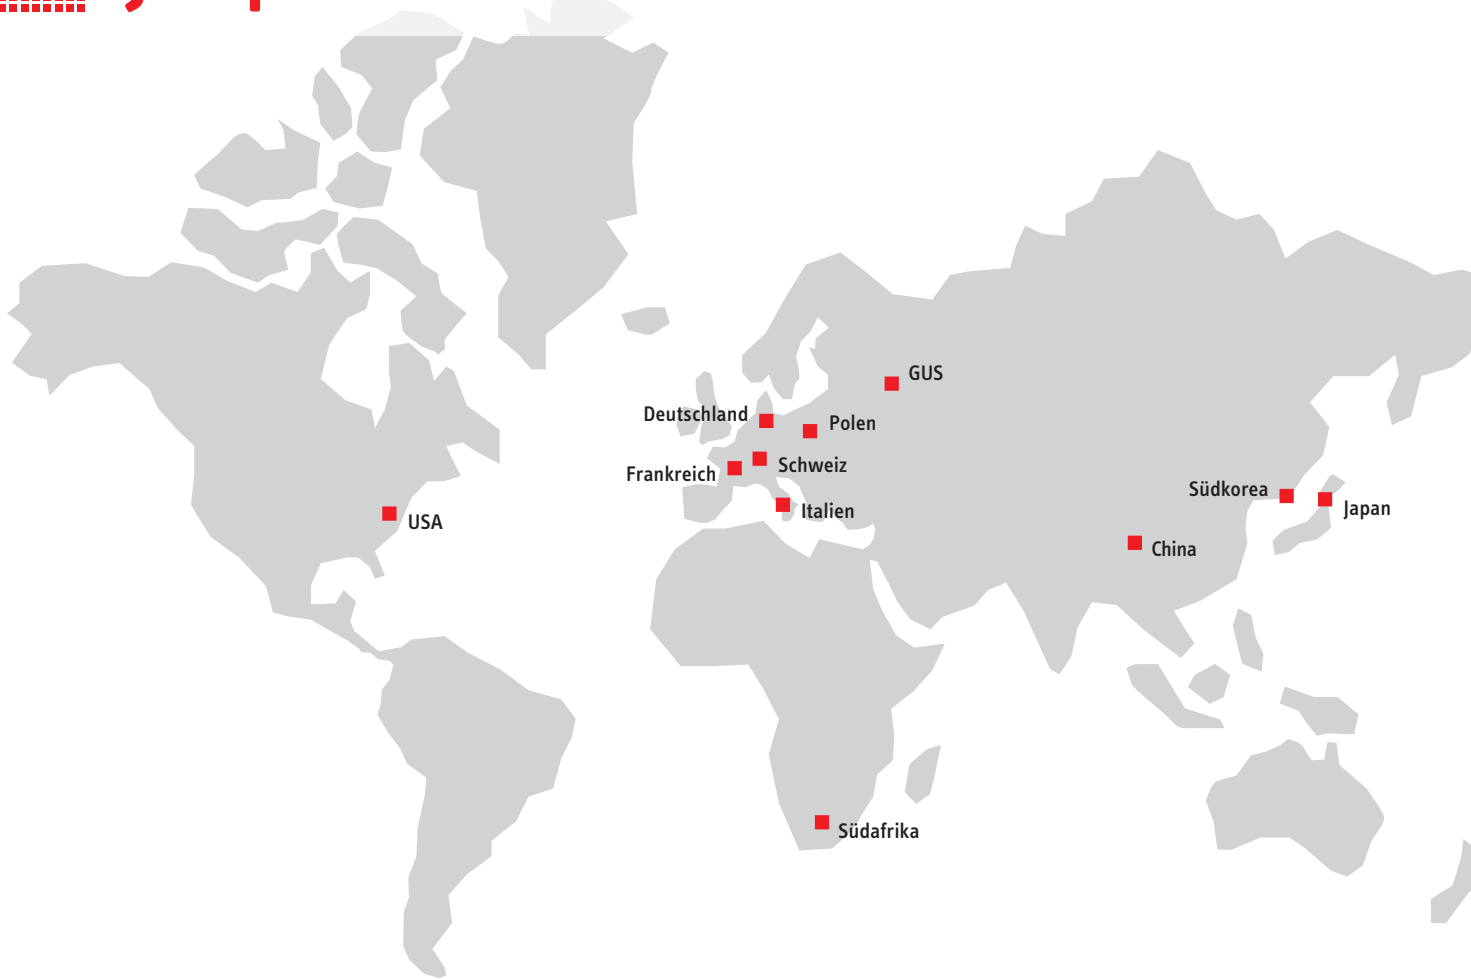 GUS
Deutschland
Polen
Schweiz
Frankreich
Südkorea
Italien
Japan
USA
China
Südafrika